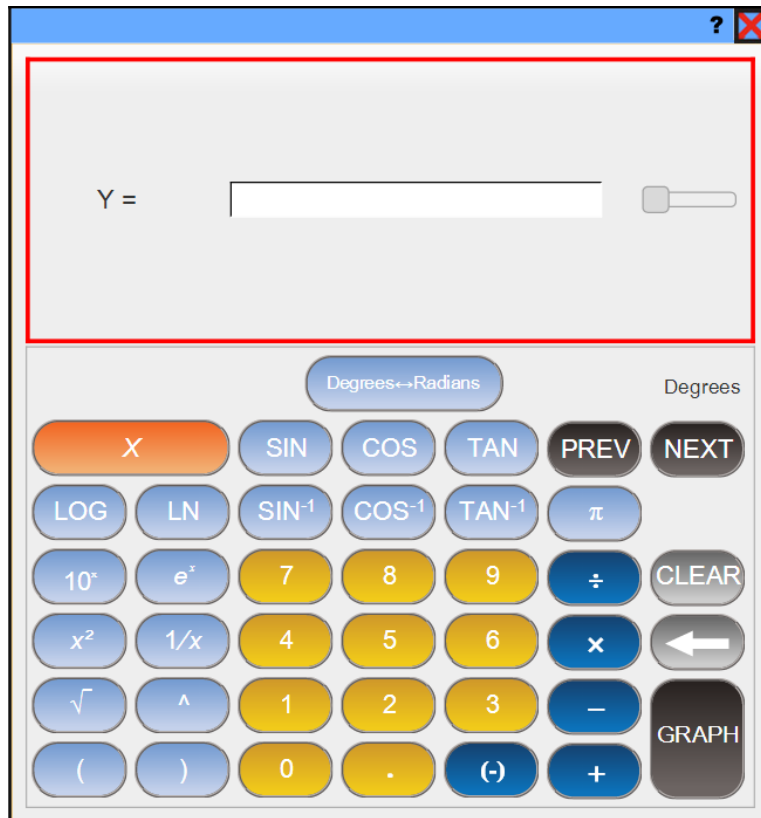 ?
Y =
Degrees↔Radians Degrees
X SIN COS TAN PREV NEXT
LOG LN SIN⁻¹ COS⁻¹ TAN⁻¹ π
10ˣ eˣ 7 8 9 ÷ CLEAR
x² 1/x 4 5 6 ×
√ ^ 1 2 3 – GRAPH
( ) 0 . (-) +